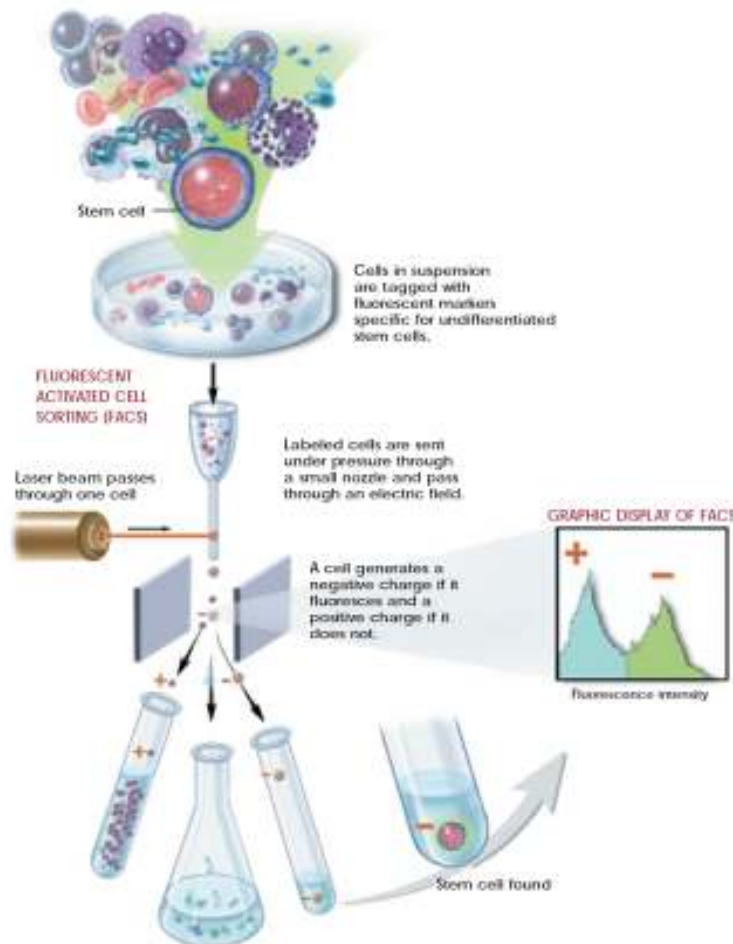 Stem cell
Cells in suspension
are tagged with
fluorescent markers
specific for undifferentiated
stem cells.
FLUORESCENT
ACTIVATED CELL
SORTING (FACS)
Labeled cells are sent
under pressure through
a small nozzle and pass
through an electric field.
Laser beam passes
through one cell
GRAPHIC DISPLAY OF FACS
A cell generates a
negative charge if it
fluoresces and a
positive charge if it
does not.
+
−
Fluorescence intensity
−
+
−
+
−
−
−
Stem cell found